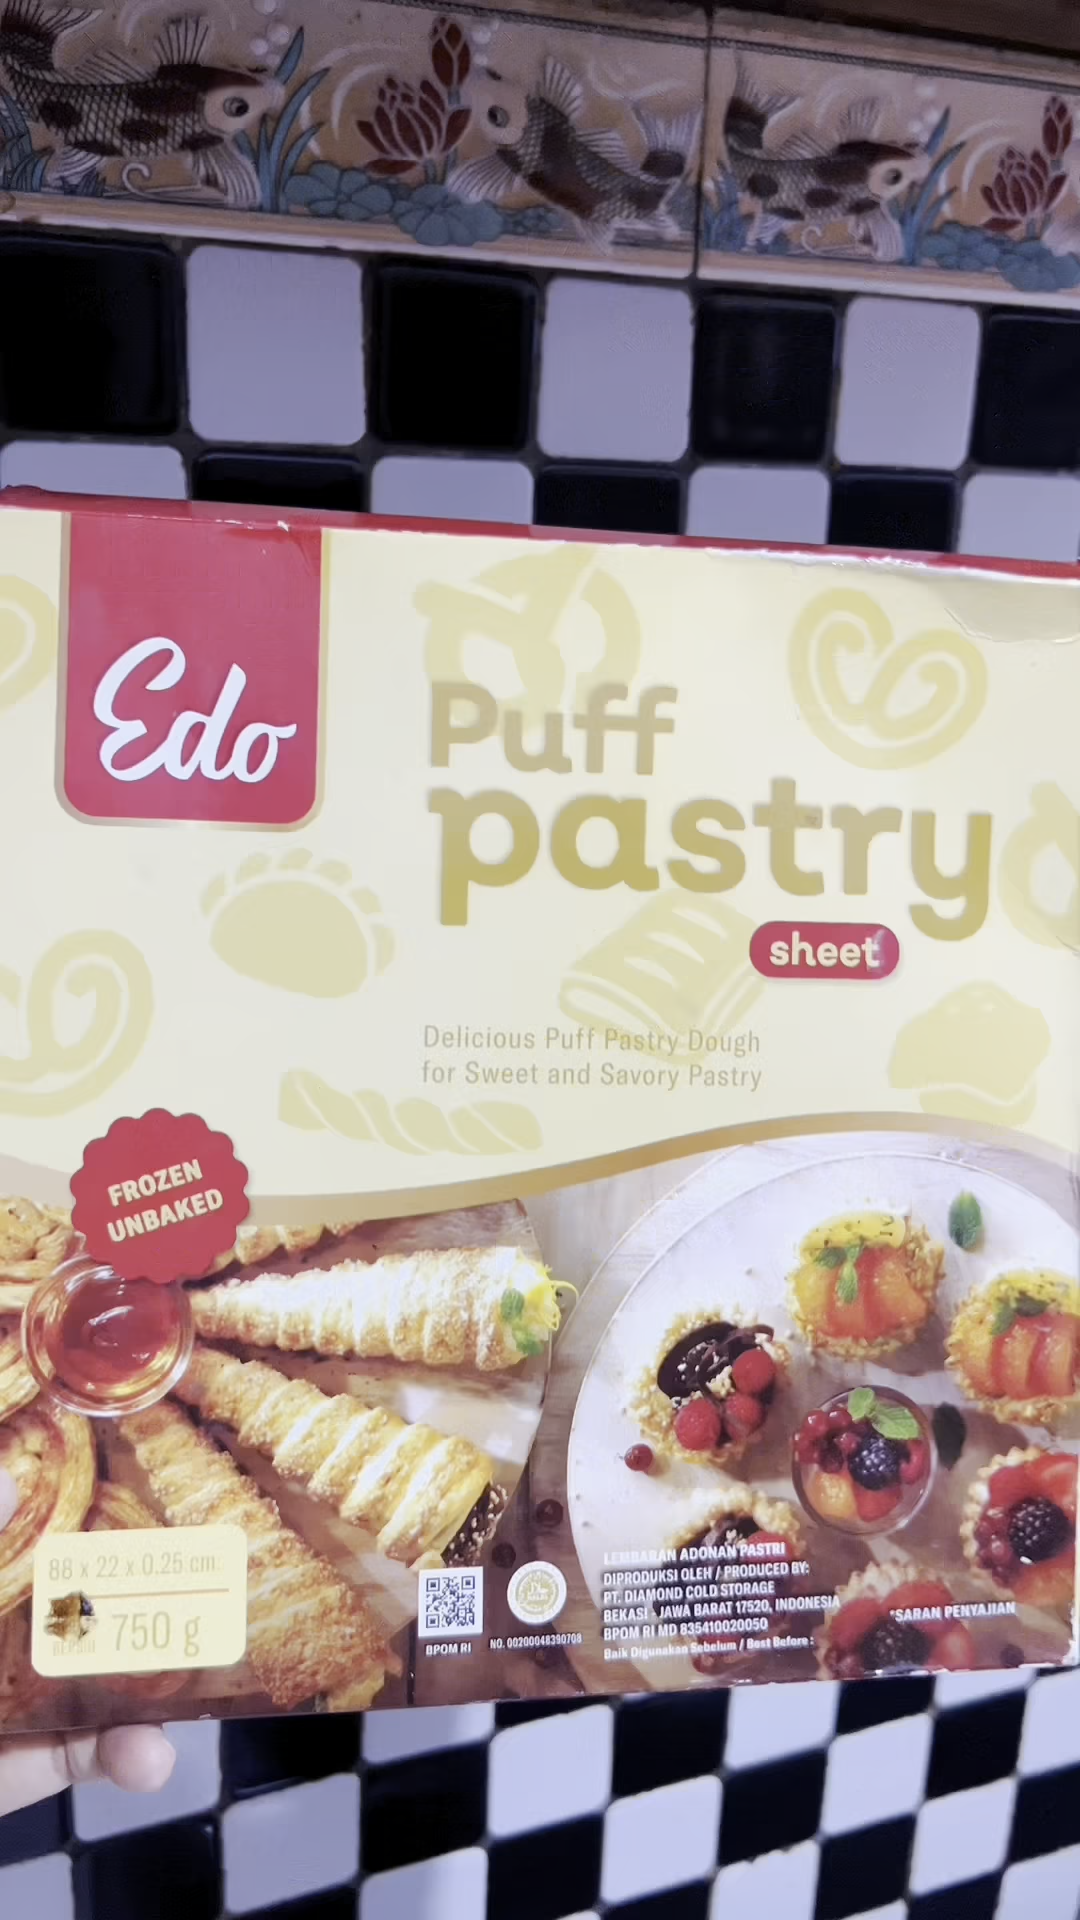 Edo
Puff
pastry
sheet
Delicious Puff Pastry Dough
for Sweet and Savory Pastry
FROZEN
UNBAKED
88 x 22 x 0.25 cm
750 g
BPOM RI
NO. 00200048390708
LEMBARAN ADONAN PASTRI
DIPRODUKSI OLEH / PRODUCED BY:
PT. DIAMOND COLD STORAGE
BEKASI - JAWA BARAT 17520, INDONESIA
BPOM RI MD 835410020050
Baik Digunakan Sebelum / Best Before :
*SARAN PENYAJIAN